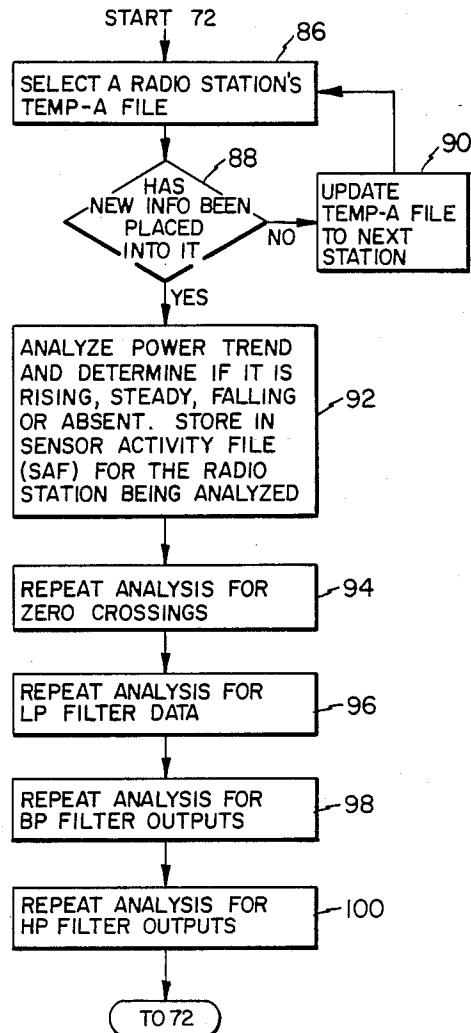 START 72
86
SELECT A RADIO STATION'S
TEMP-A FILE
88
HAS
NEW INFO BEEN
PLACED
INTO IT
NO
90
UPDATE
TEMP-A FILE
TO NEXT
STATION
YES
ANALYZE POWER TREND
AND DETERMINE IF IT IS
RISING, STEADY, FALLING
OR ABSENT. STORE IN
SENSOR ACTIVITY FILE
(SAF) FOR THE RADIO
STATION BEING ANALYZED
92
REPEAT ANALYSIS FOR
ZERO CROSSINGS
94
REPEAT ANALYSIS FOR
LP FILTER DATA
96
REPEAT ANALYSIS FOR
BP FILTER OUTPUTS
98
REPEAT ANALYSIS FOR
HP FILTER OUTPUTS
100
TO 72